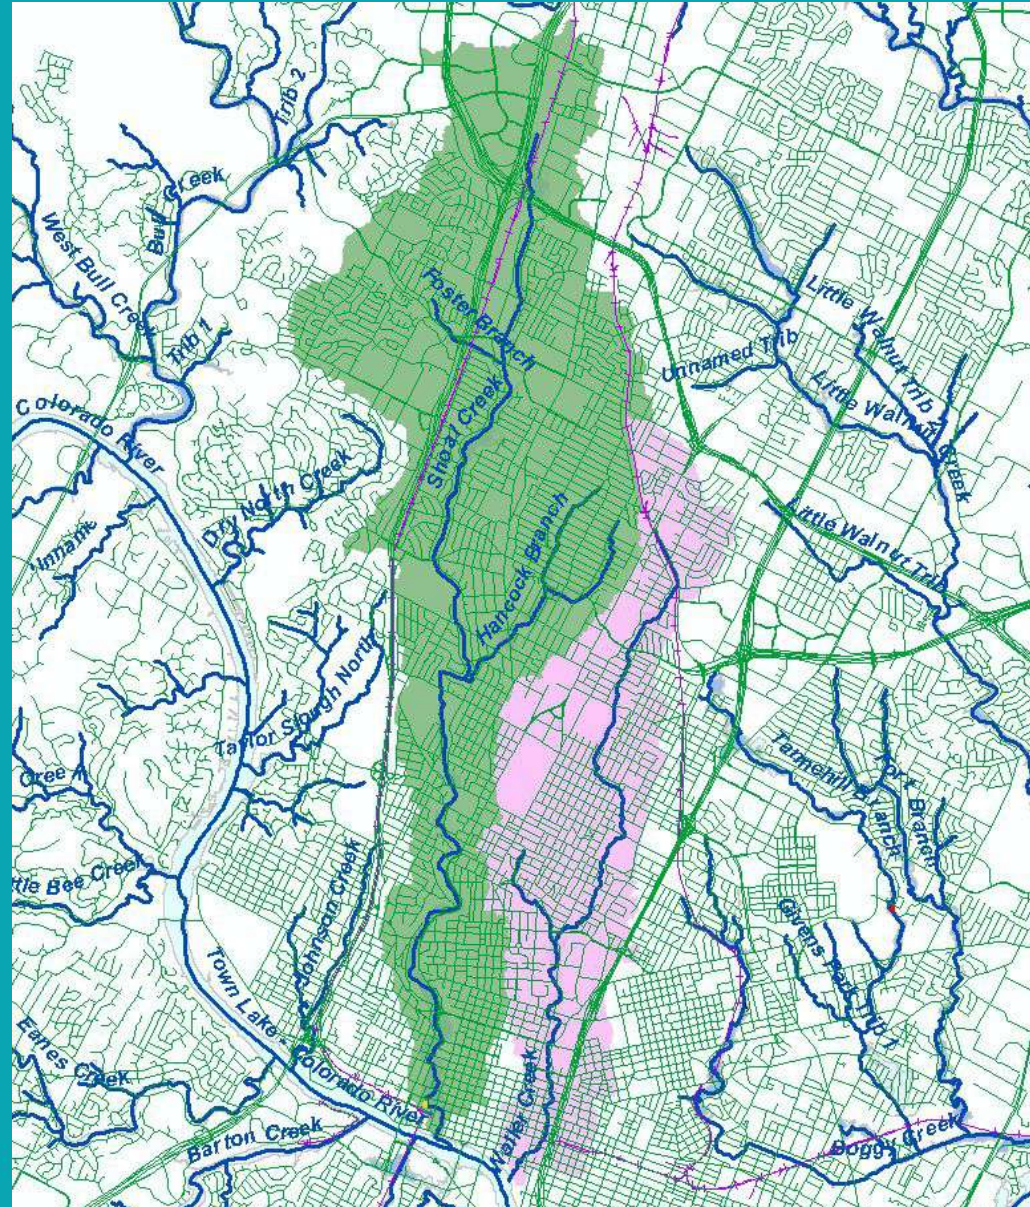 Trib 2
Bull Creek
West Bull Creek
Trib 1
Foster Branch
Little Walnut Trib
Unnamed Trib
Little Walnut Creek
Colorado River
Shoal Creek
Dry North Creek
Hancock Branch
Little Walnut Trib
Taylor Slough North
Tannehill Branch
Fort Branch
Cree
ttle Bee Creek
Johnson Creek
Givens Park Trib 1
Town Lake - Colorado River
Eanes Creek
Barton Creek
Waller Creek
Boggy Creek